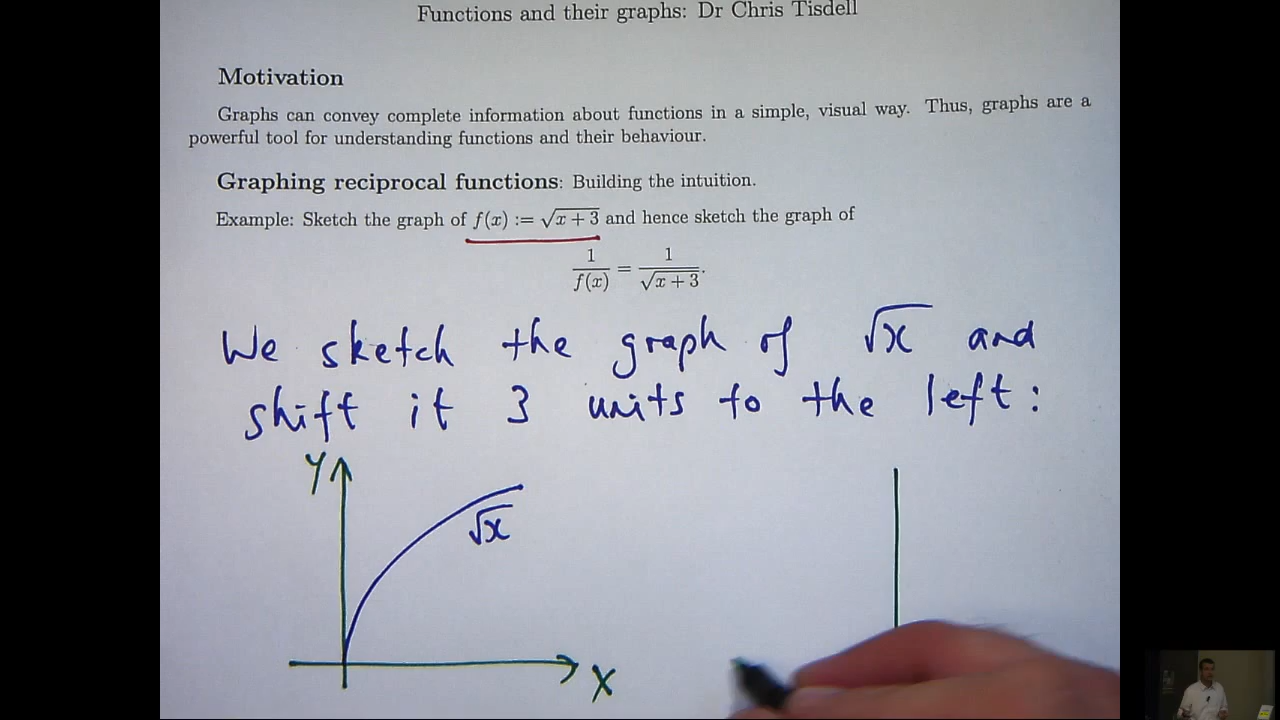 Functions and their graphs: Dr Chris Tisdell
Motivation
Graphs can convey complete information about functions in a simple, visual way. Thus, graphs are a
powerful tool for understanding functions and their behaviour.
Graphing reciprocal functions: Building the intuition.
Example: Sketch the graph of f(x) := √(x + 3) and hence sketch the graph of
1/f(x) = 1/√(x + 3).
We sketch the graph of √x and
shift it 3 units to the left:
y
√x
x